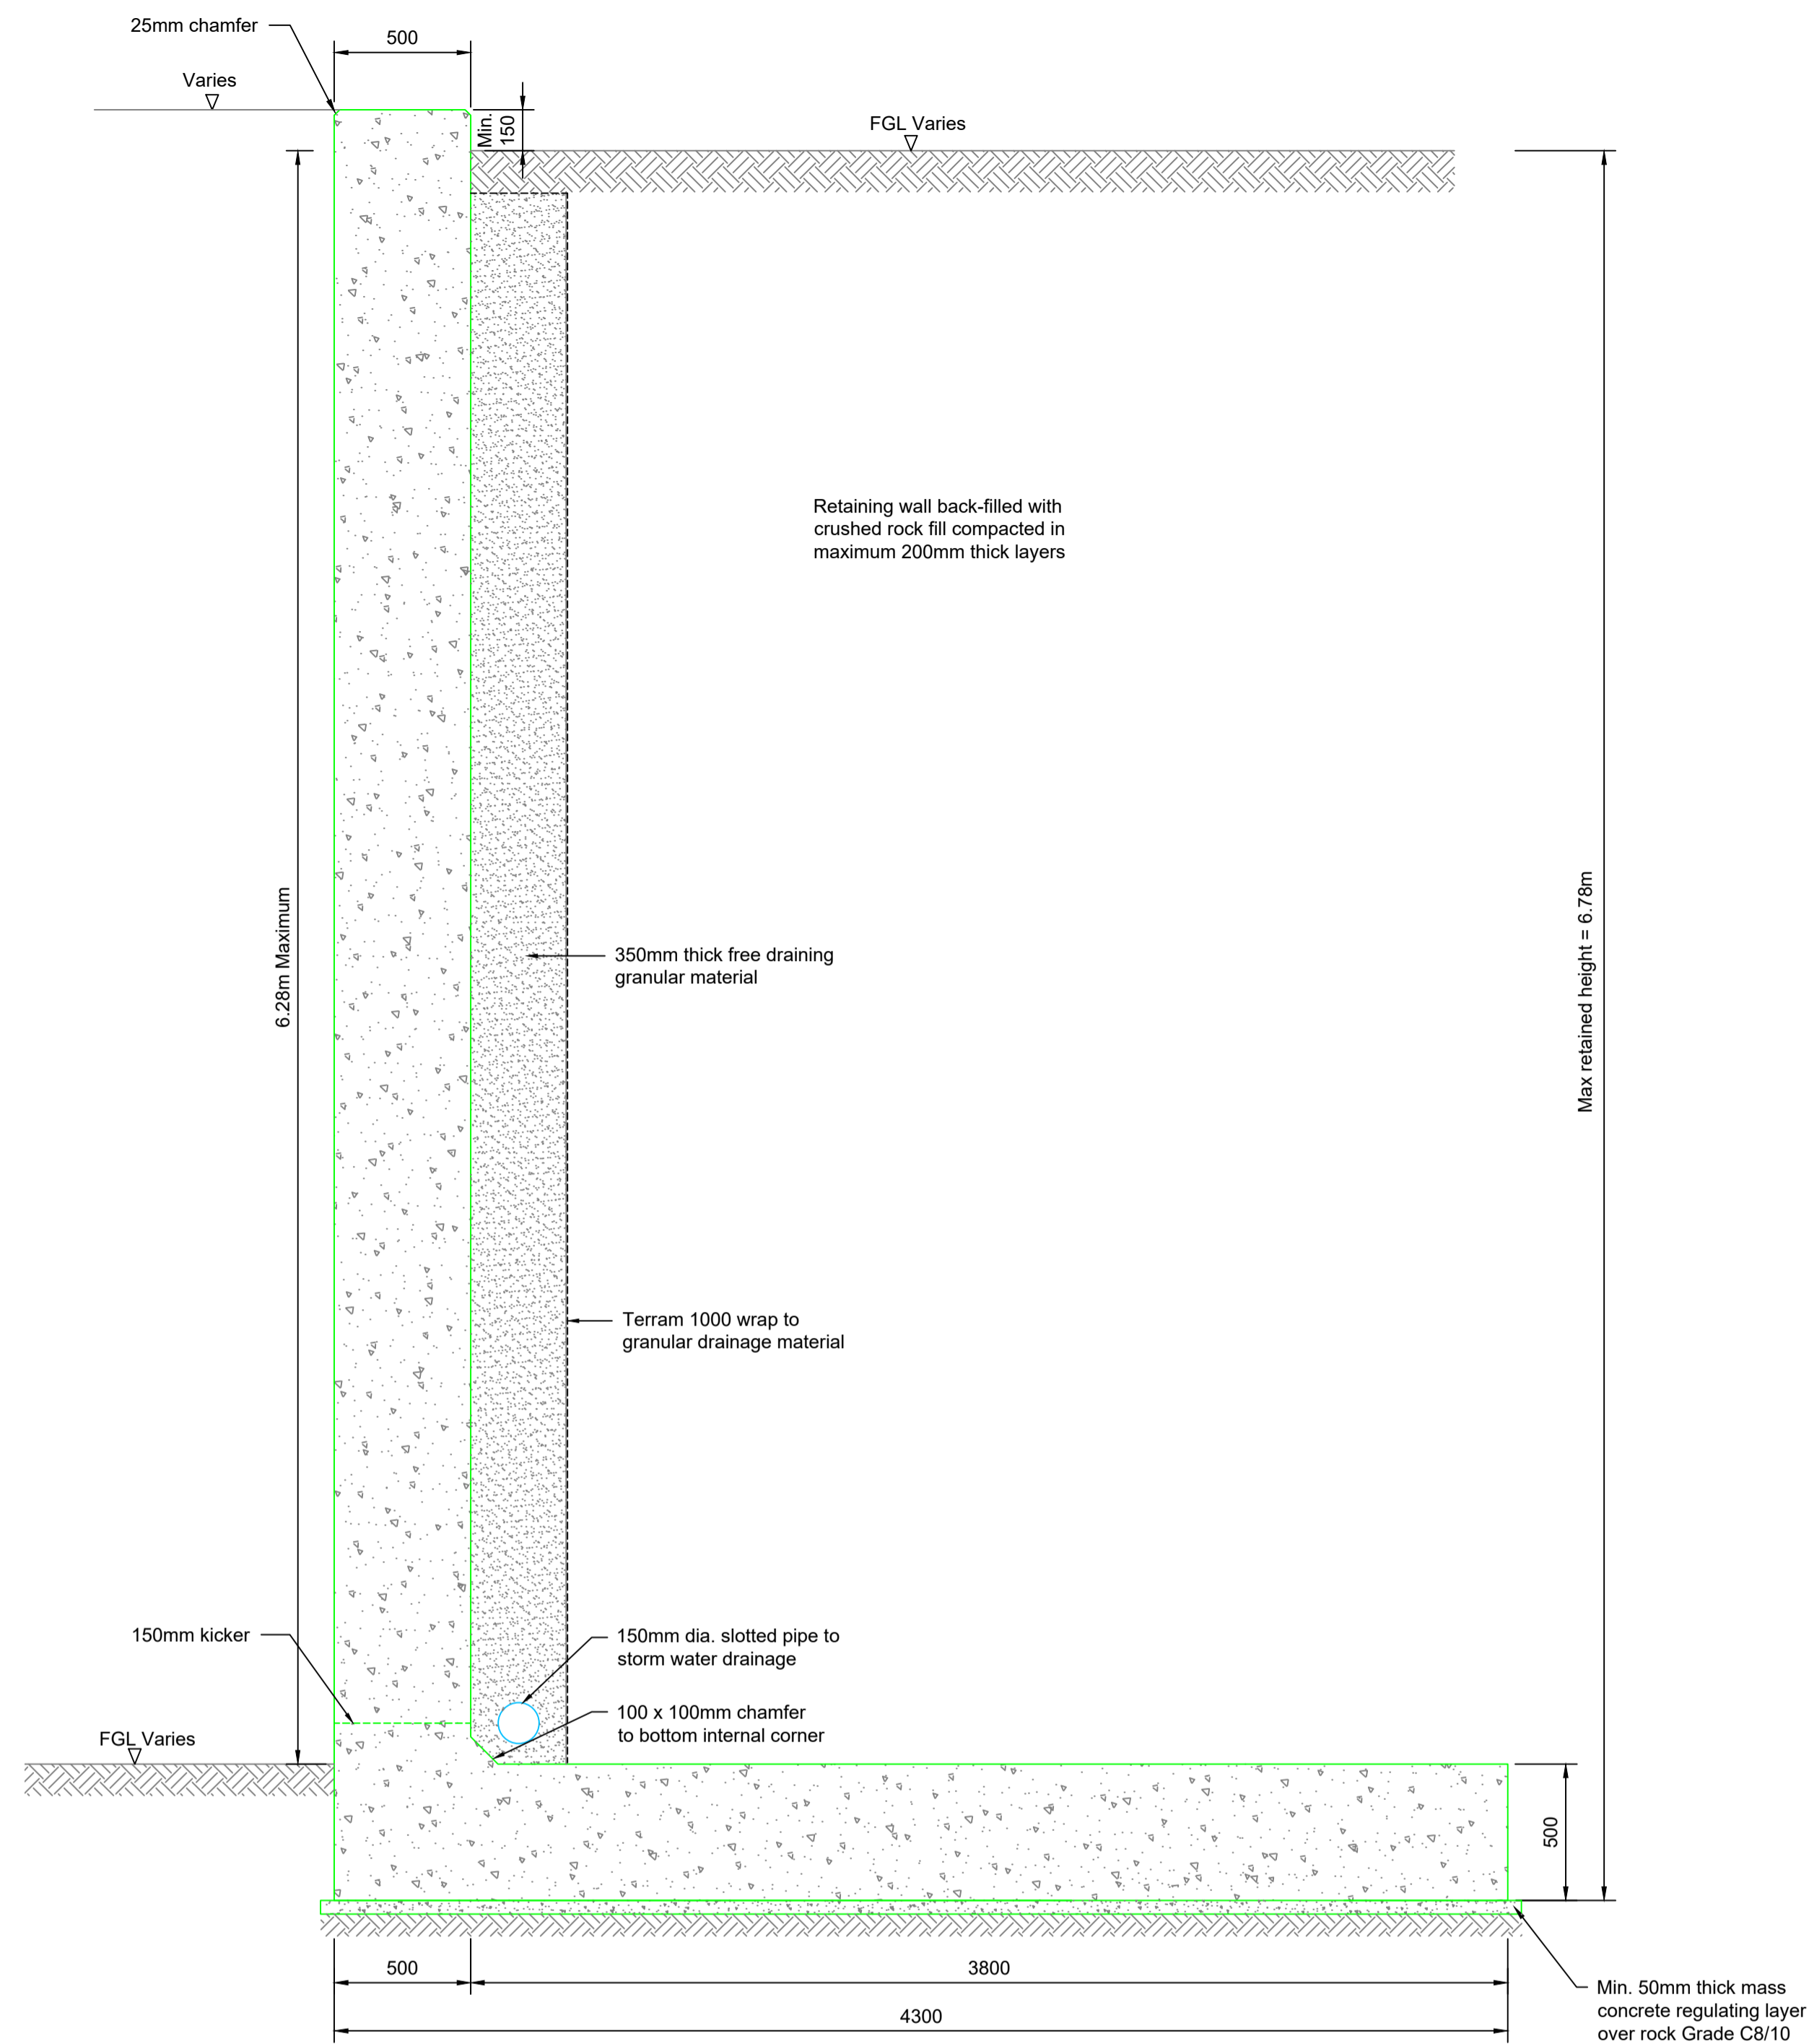 25mm chamfer
500
Varies
Min.
150
FGL Varies
Retaining wall back-filled with
crushed rock fill compacted in
maximum 200mm thick layers
6.28m Maximum
350mm thick free draining
granular material
Max retained height = 6.78m
Terram 1000 wrap to
granular drainage material
150mm kicker
150mm dia. slotted pipe to
storm water drainage
100 x 100mm chamfer
to bottom internal corner
FGL Varies
500
500
3800
4300
Min. 50mm thick mass
concrete regulating layer
over rock Grade C8/10